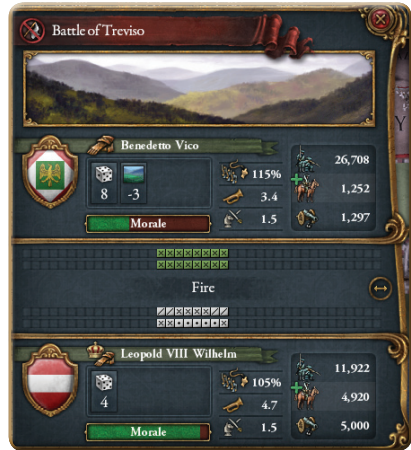 Battle of Treviso
Benedetto Vico
8 -3
115%
3.4
1.5
26,708
1,252
1,297
Morale
Fire
Leopold VIII Wilhelm
4
105%
4.7
1.5
11,922
4,920
5,000
Morale